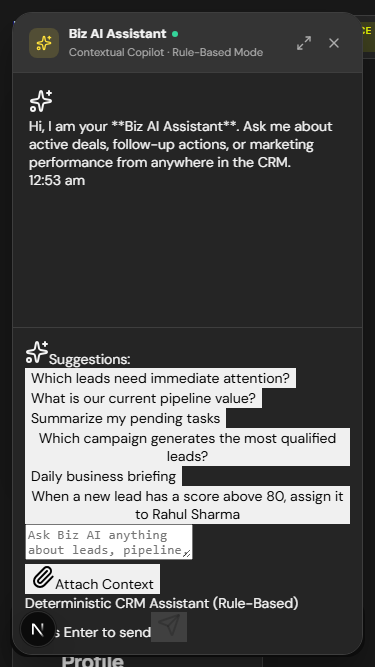 Biz AI Assistant
Contextual Copilot · Rule-Based Mode
CE
Hi, I am your **Biz AI Assistant**. Ask me about
active deals, follow-up actions, or marketing
performance from anywhere in the CRM.
12:53 am
Suggestions:
Which leads need immediate attention?
What is our current pipeline value?
Summarize my pending tasks
Which campaign generates the most qualified
leads?
Daily business briefing
When a new lead has a score above 80, assign it
to Rahul Sharma
Ask Biz AI anything
about leads, pipeline,
Attach Context
Deterministic CRM Assistant (Rule-Based)
N
s Enter to send
Profile